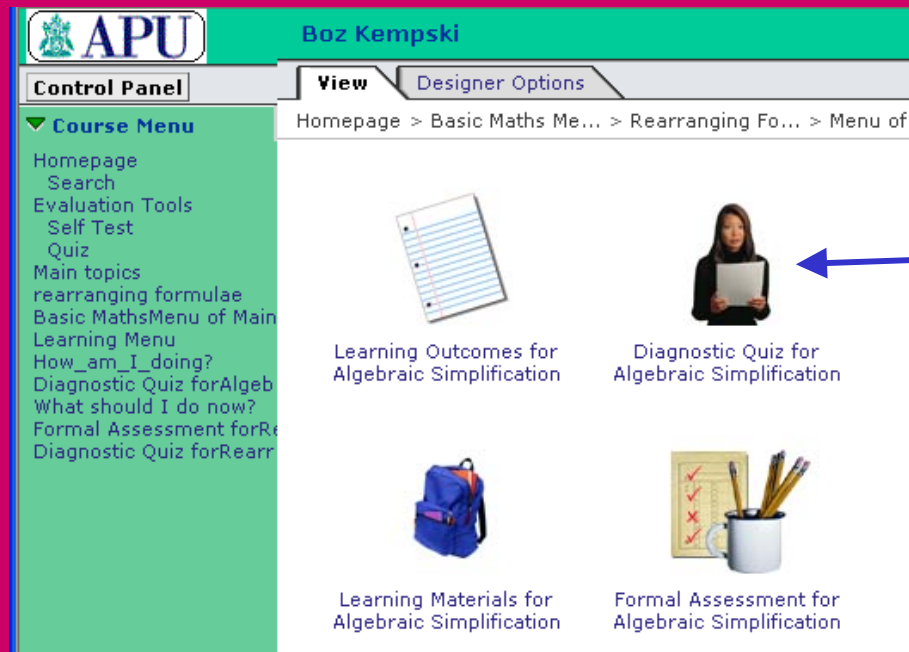 APU
Boz Kempski
Control Panel
View
Designer Options
Course Menu
Homepage > Basic Maths Me... > Rearranging Fo... > Menu of
Homepage
Search
Evaluation Tools
Self Test
Quiz
Main topics
rearranging formulae
Basic MathsMenu of Main
Learning Menu
How_am_I_doing?
Diagnostic Quiz forAlgeb
What should I do now?
Formal Assessment forRe
Diagnostic Quiz forRearr
Learning Outcomes for
Algebraic Simplification
Diagnostic Quiz for
Algebraic Simplification
Learning Materials for
Algebraic Simplification
Formal Assessment for
Algebraic Simplification